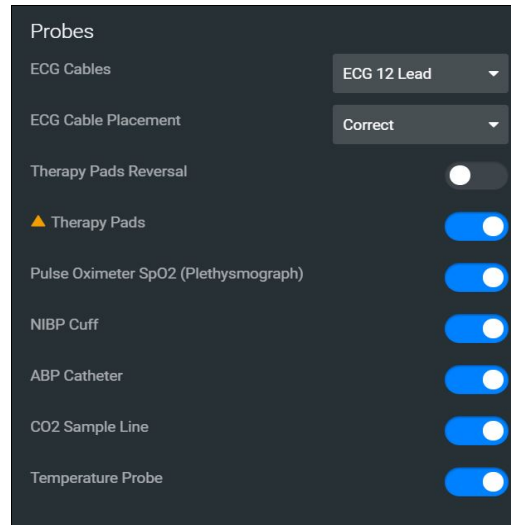 Probes
ECG Cables
ECG 12 Lead
ECG Cable Placement
Correct
Therapy Pads Reversal
Therapy Pads
Pulse Oximeter SpO2 (Plethysmograph)
NIBP Cuff
ABP Catheter
CO2 Sample Line
Temperature Probe